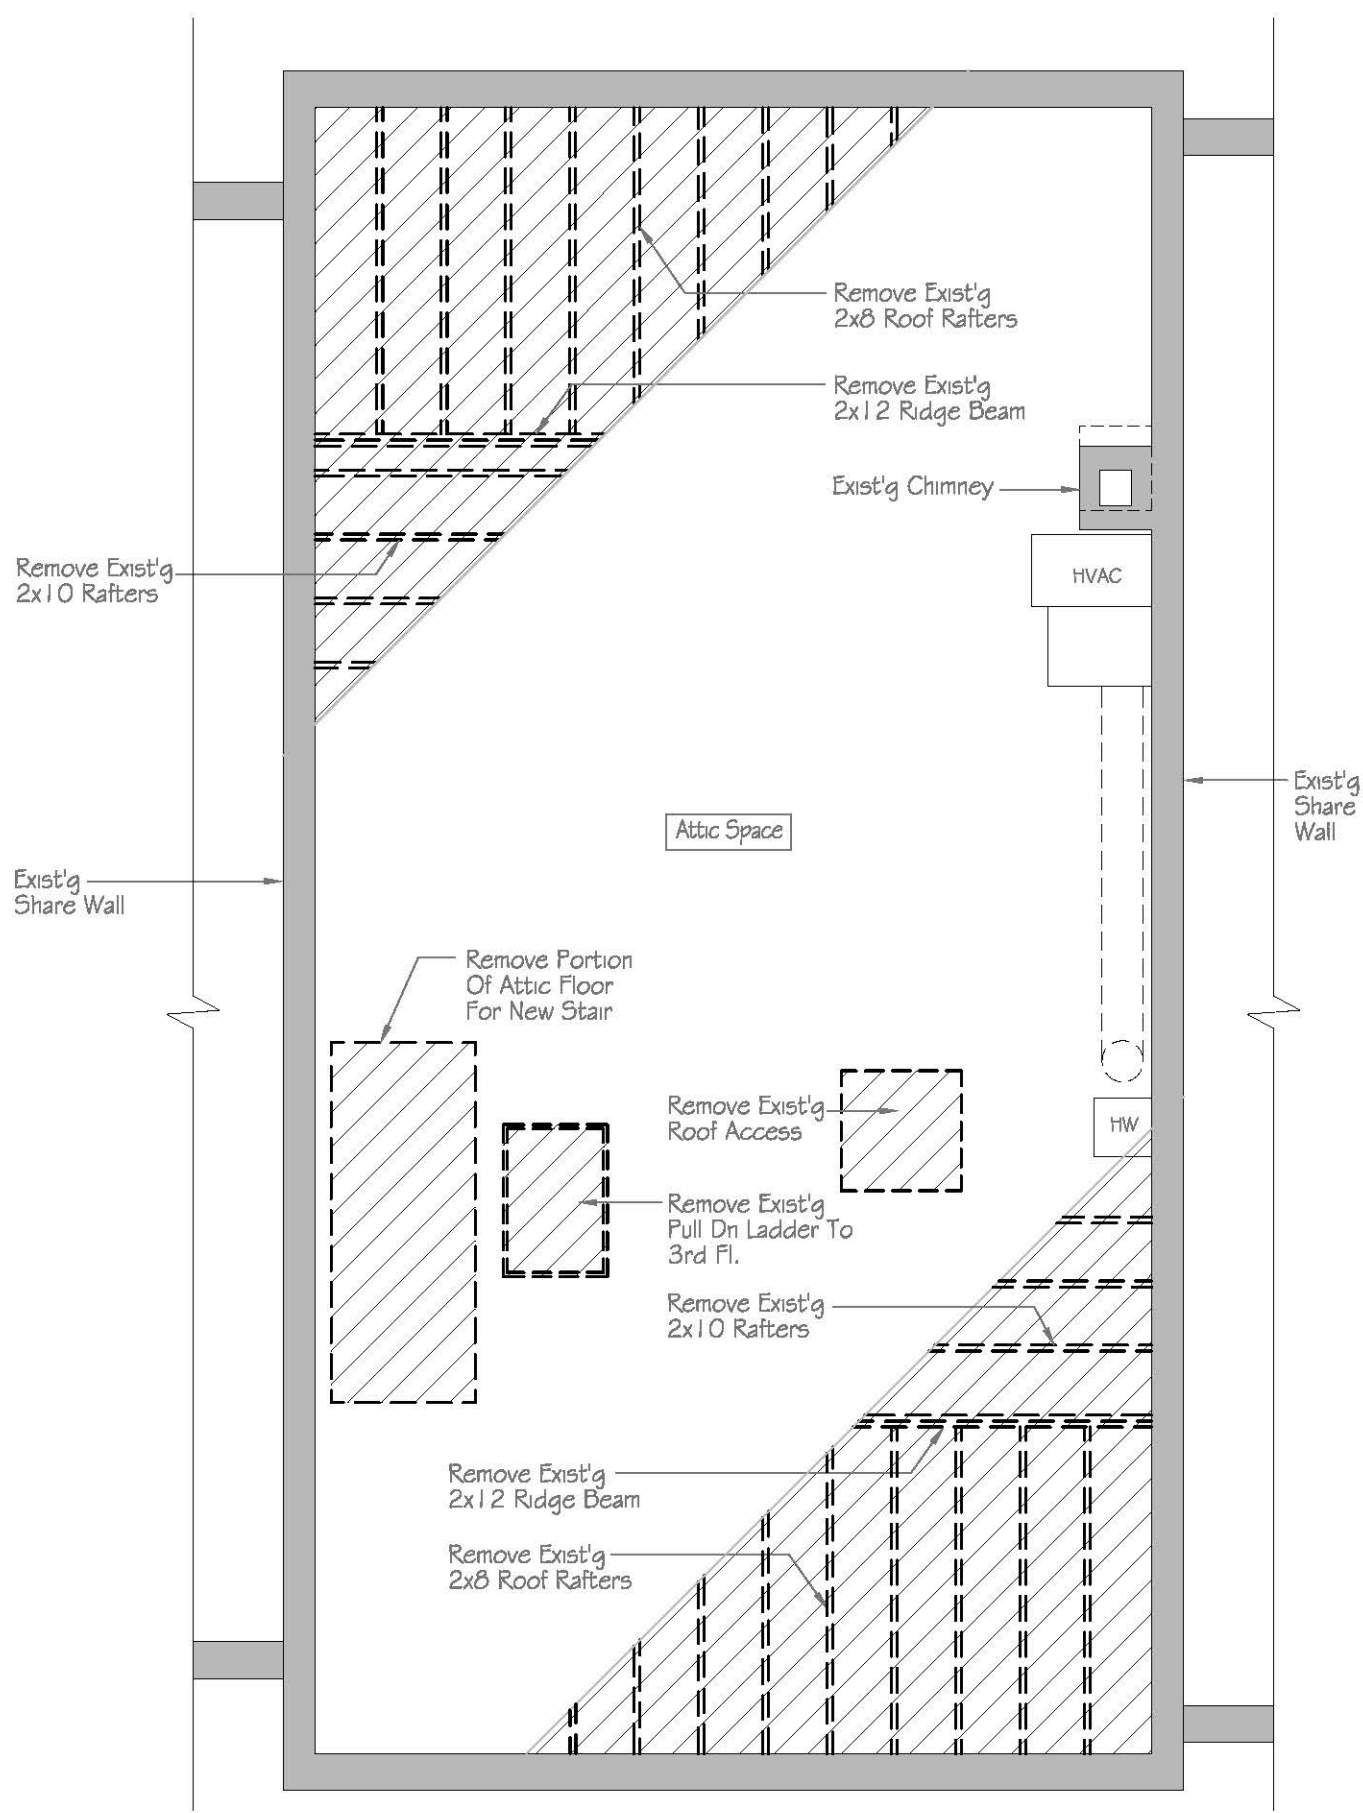 Remove Exist'g
2x8 Roof Rafters
Remove Exist'g
2x12 Ridge Beam
Exist'g Chimney
Remove Exist'g
2x10 Rafters
HVAC
Exist'g
Share
Wall
Attic Space
Exist'g
Share Wall
Remove Portion
Of Attic Floor
For New Stair
Remove Exist'g
Roof Access
HW
Remove Exist'g
Pull Dn Ladder To
3rd Fl.
Remove Exist'g
2x10 Rafters
Remove Exist'g
2x12 Ridge Beam
Remove Exist'g
2x8 Roof Rafters